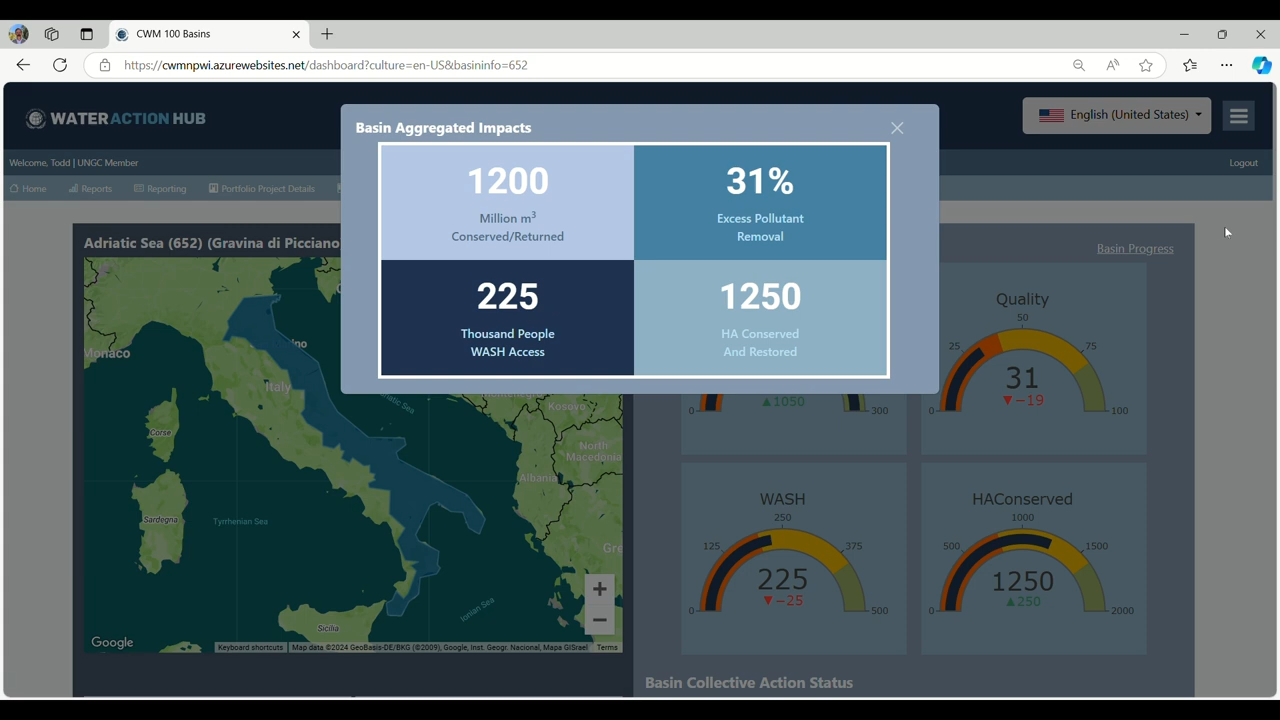 CWM 100 Basins
https://cwmnpwi.azurewebsites.net/dashboard?culture=en-US&basininfo=652
WATER ACTION HUB
English (United States)
Welcome, Todd | UNGC Member
Logout
Home
Reports
Reporting
Portfolio Project Details
Basin Aggregated Impacts
1200
Million m³
Conserved/Returned
31%
Excess Pollutant
Removal
225
Thousand People
WASH Access
1250
HA Conserved
And Restored
Adriatic Sea (652) (Gravina di Picciano
Monaco
Italy
Corse
Sardegna
Tyrrhenian Sea
Kosovo
North
Macedonia
Albania
Ionian Sea
Sicilia
Google
Keyboard shortcuts
Map data ©2024 GeoBasis-DE/BKG (©2009), Google, Inst. Geogr. Nacional, Mapa GISrael
Terms
Basin Progress
0
▲1050
300
Quality
50
25
75
31
▼-19
0
100
WASH
250
125
375
225
▼-25
0
500
HAConserved
1000
500
1500
1250
▲250
0
2000
Basin Collective Action Status